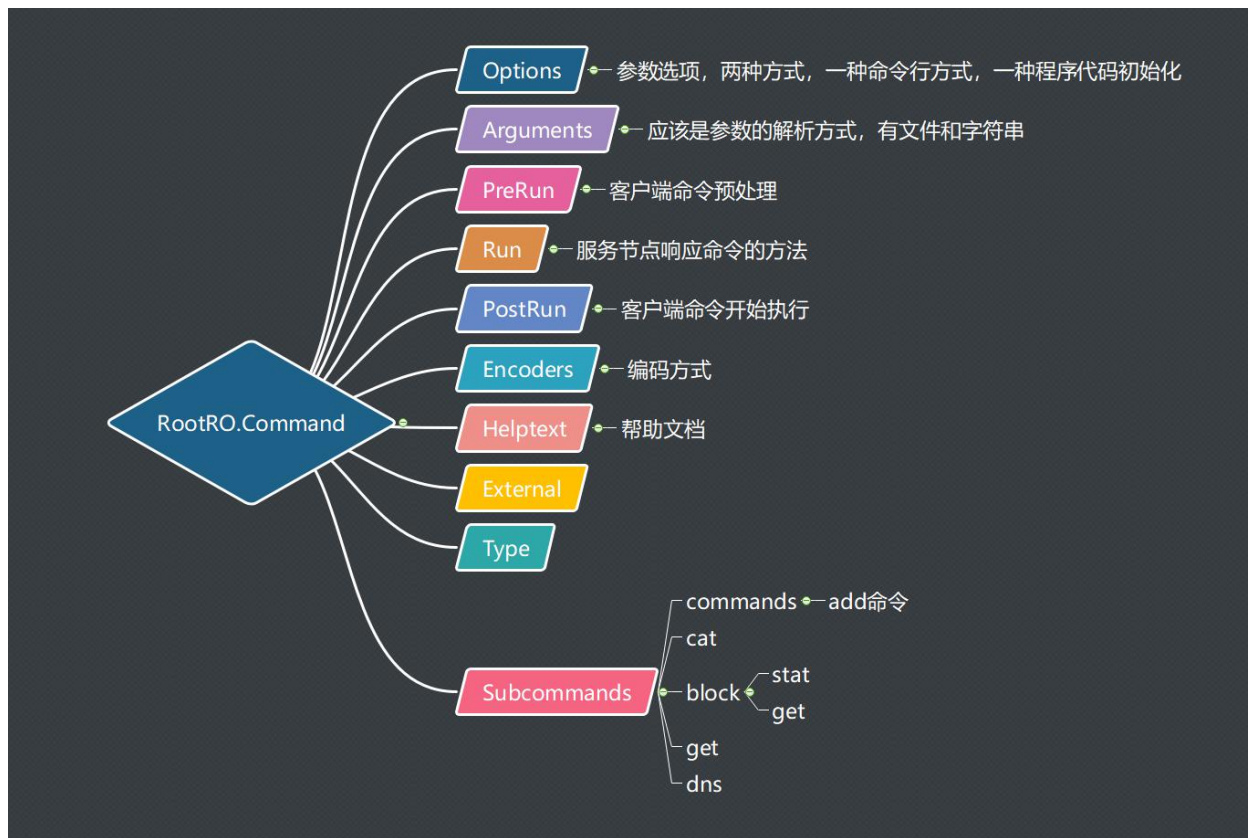 Options
参数选项，两种方式，一种命令行方式，一种程序代码初始化
Arguments
应该是参数的解析方式，有文件和字符串
PreRun
客户端命令预处理
Run
服务节点响应命令的方法
PostRun
客户端命令开始执行
Encoders
编码方式
RootRO.Command
Helptext
帮助文档
External
Type
Subcommands
commands
add命令
cat
block
stat
get
get
dns